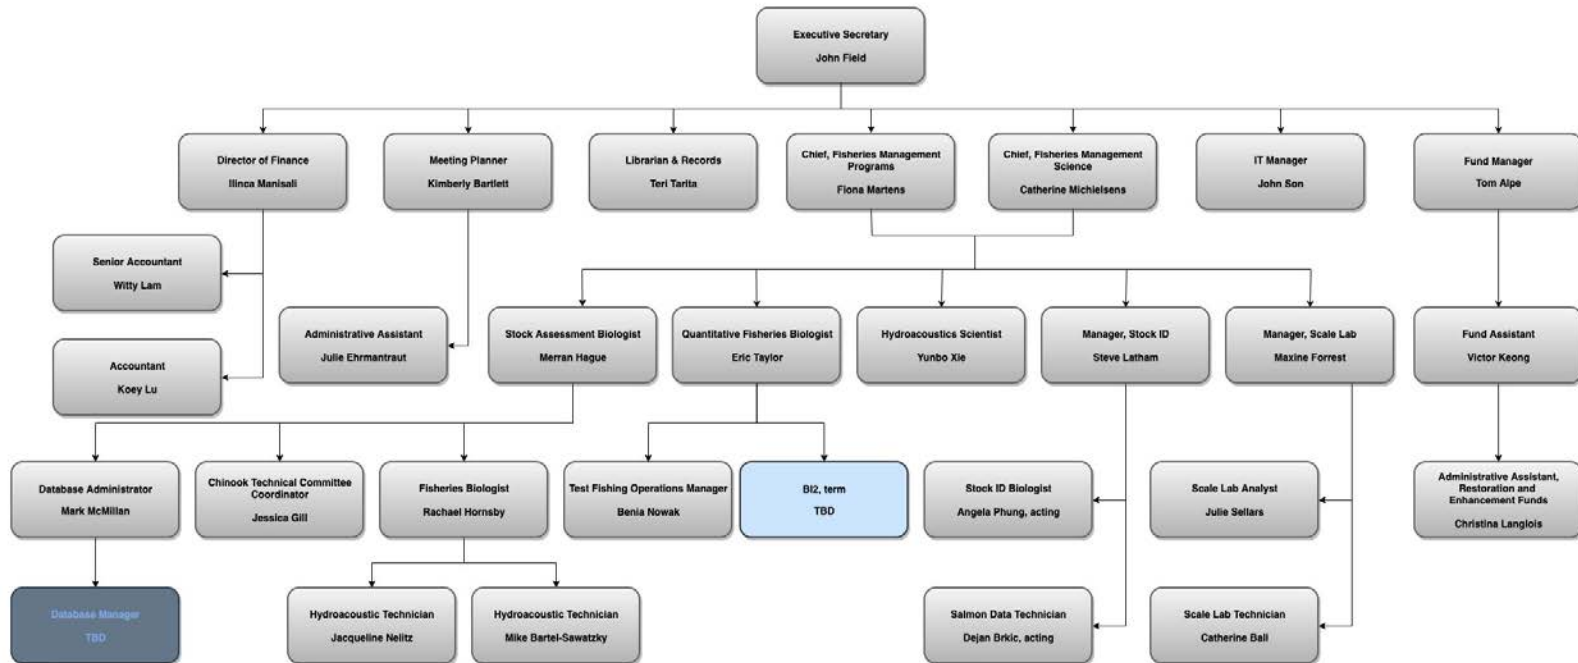 Executive Secretary
John Field
Director of Finance
Ilinca Manisali
Meeting Planner
Kimberly Bartlett
Librarian & Records
Teri Tarita
Chief, Fisheries Management
Programs
Fiona Martens
Chief, Fisheries Management
Science
Catherine Michielsens
IT Manager
John Son
Fund Manager
Tom Alpe
Senior Accountant
Witty Lam
Accountant
Koey Lu
Administrative Assistant
Julie Ehrmantraut
Stock Assessment Biologist
Merran Hague
Quantitative Fisheries Biologist
Eric Taylor
Hydroacoustics Scientist
Yunbo Xie
Manager, Stock ID
Steve Latham
Manager, Scale Lab
Maxine Forrest
Fund Assistant
Victor Keong
Database Administrator
Mark McMillan
Chinook Technical Committee
Coordinator
Jessica Gill
Fisheries Biologist
Rachael Hornsby
Test Fishing Operations Manager
Benia Nowak
BI2, term
TBD
Stock ID Biologist
Angela Phung, acting
Scale Lab Analyst
Julie Sellars
Administrative Assistant,
Restoration and
Enhancement Funds
Christina Langlois
Database Manager
TBD
Hydroacoustic Technician
Jacqueline Nelitz
Hydroacoustic Technician
Mike Bartel-Sawatzky
Salmon Data Technician
Dejan Brkic, acting
Scale Lab Technician
Catherine Ball